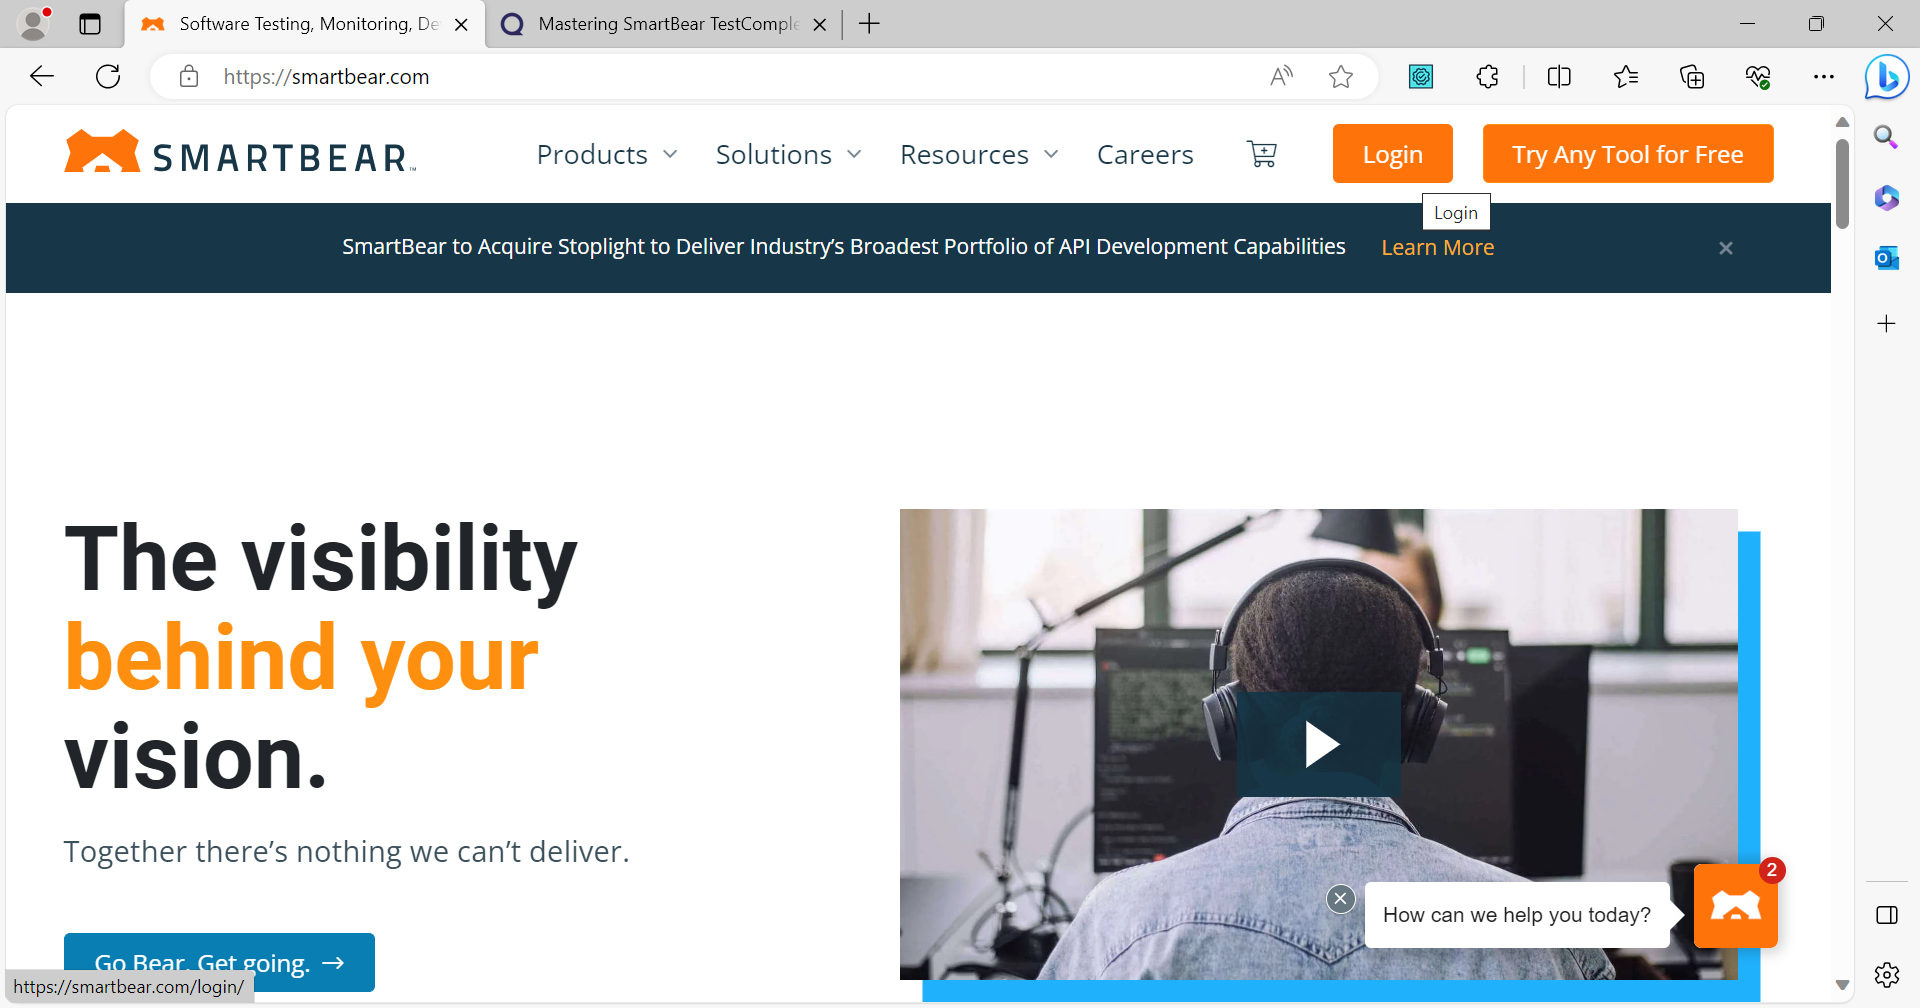 Software Testing, Monitoring, De
Mastering SmartBear TestComple
https://smartbear.com
SMARTBEAR™
Products
Solutions
Resources
Careers
Login
Try Any Tool for Free
Login
SmartBear to Acquire Stoplight to Deliver Industry’s Broadest Portfolio of API Development Capabilities
Learn More
The visibility
behind your
vision.
Together there’s nothing we can’t deliver.
Go Bear. Get going. →
2
How can we help you today?
https://smartbear.com/login/